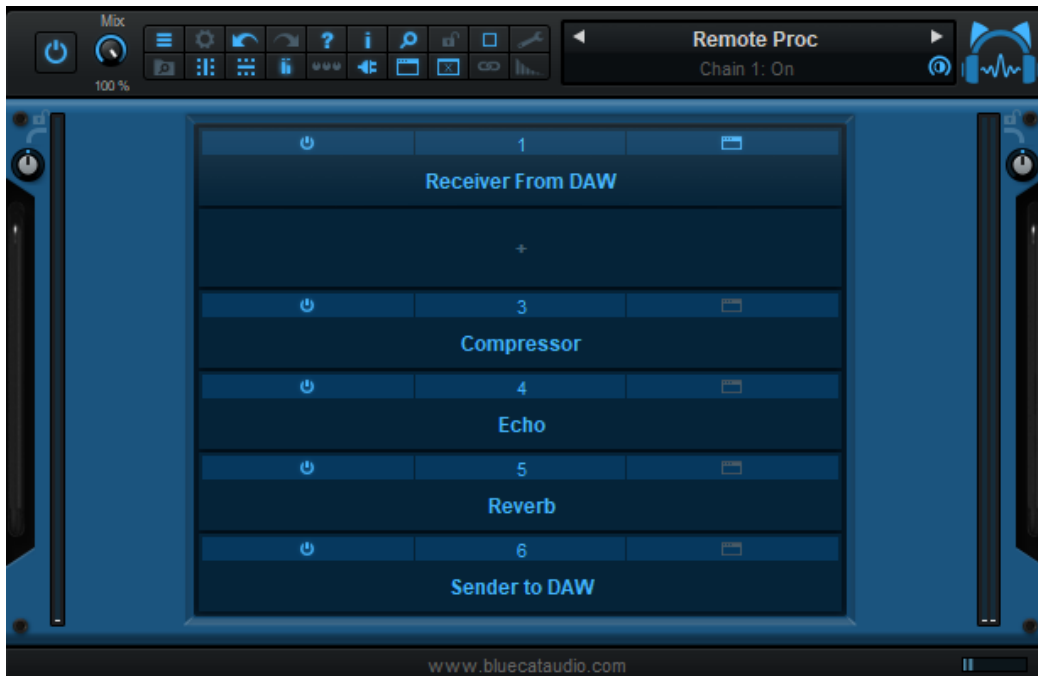 Mix
100 %
Remote Proc
Chain 1: On
1
Receiver From DAW
+
3
Compressor
4
Echo
5
Reverb
6
Sender to DAW
www.bluecataudio.com